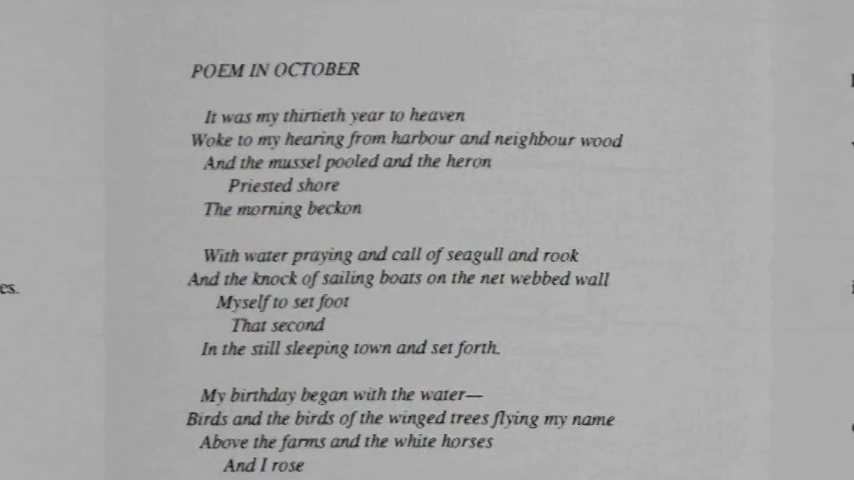 POEM IN OCTOBER
It was my thirtieth year to heaven
Woke to my hearing from harbour and neighbour wood
And the mussel pooled and the heron
Priested shore
The morning beckon
With water praying and call of seagull and rook
And the knock of sailing boats on the net webbed wall
Myself to set foot
That second
In the still sleeping town and set forth.
My birthday began with the water—
Birds and the birds of the winged trees flying my name
Above the farms and the white horses
And I rose
es.